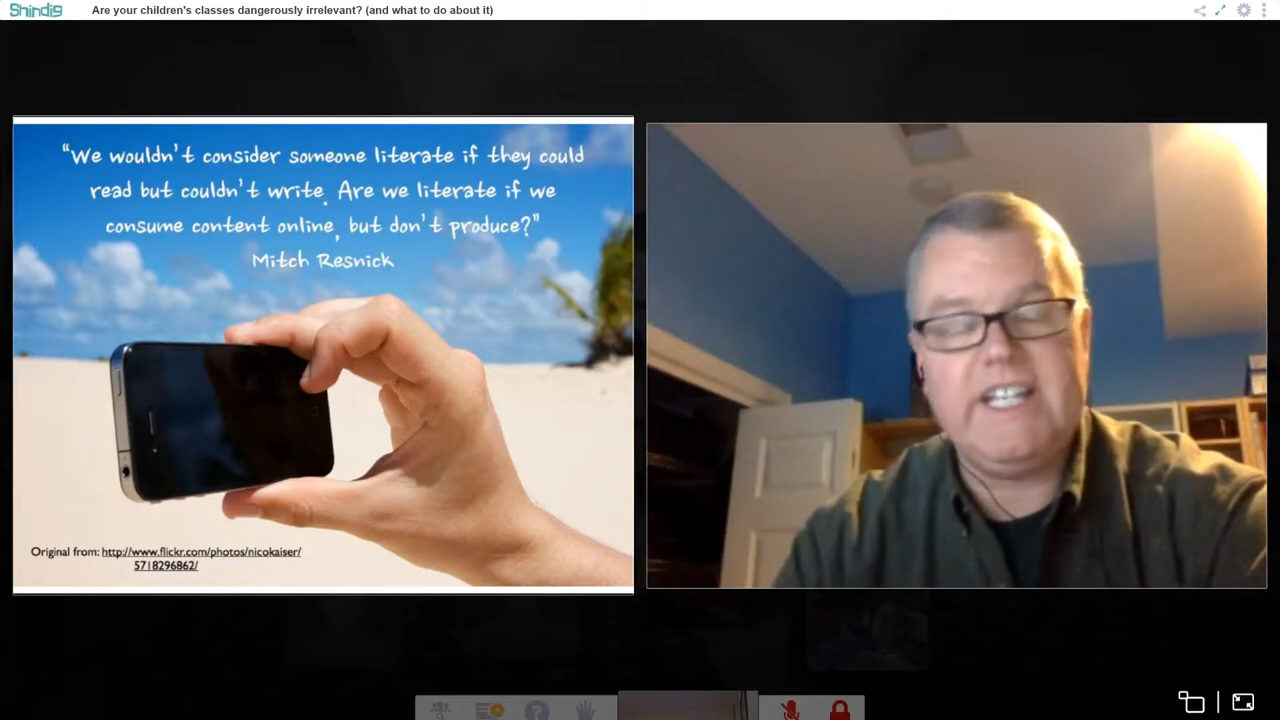 Shindig
Are your children's classes dangerously irrelevant? (and what to do about it)
“We wouldn't consider someone literate if they could
read but couldn't write. Are we literate if we
consume content online, but don't produce?”
Mitch Resnick
Original from: http://www.flickr.com/photos/nicokaiser/
5718296862/